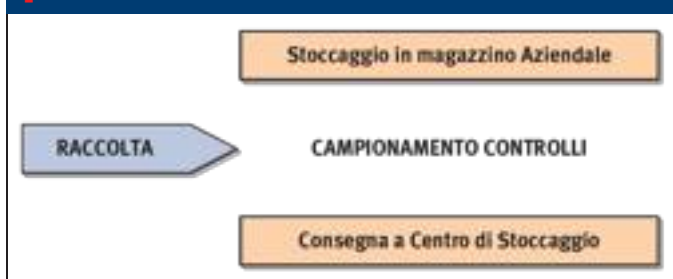 Stoccaggio in magazzino Aziendale
RACCOLTA
CAMPIONAMENTO CONTROLLI
Consegna a Centro di Stoccaggio